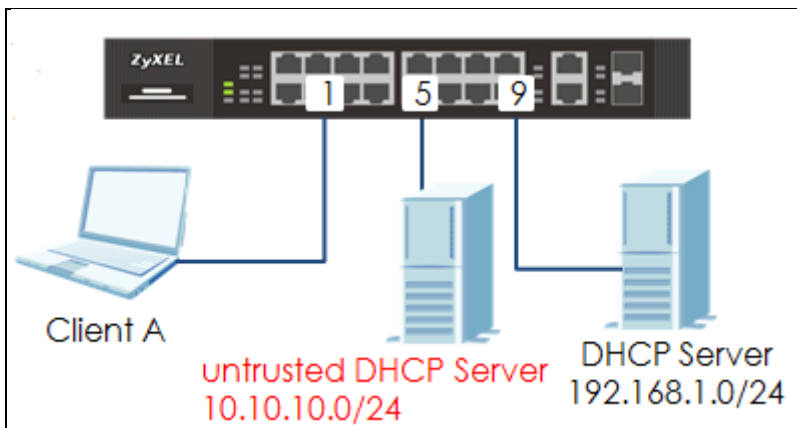 ZyXEL
1
5
9
Client A
untrusted DHCP Server
10.10.10.0/24
DHCP Server
192.168.1.0/24